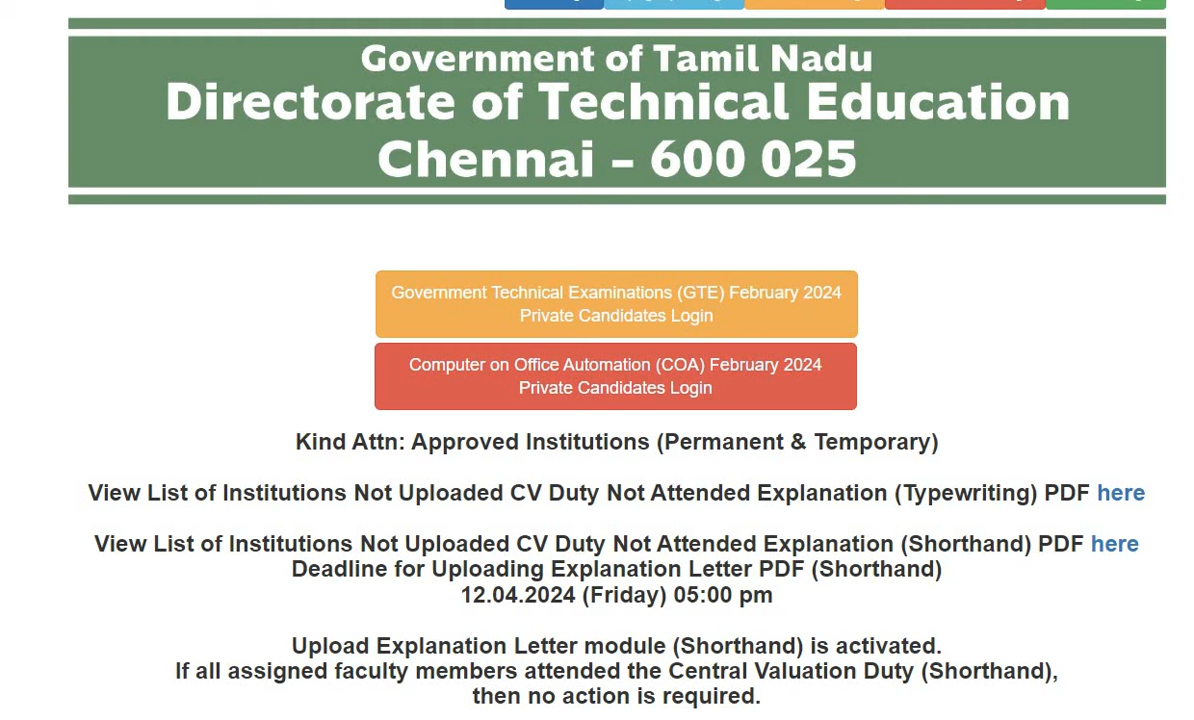 Government of Tamil Nadu
Directorate of Technical Education
Chennai – 600 025
Government Technical Examinations (GTE) February 2024
Private Candidates Login
Computer on Office Automation (COA) February 2024
Private Candidates Login
Kind Attn: Approved Institutions (Permanent & Temporary)
View List of Institutions Not Uploaded CV Duty Not Attended Explanation (Typewriting) PDF here
View List of Institutions Not Uploaded CV Duty Not Attended Explanation (Shorthand) PDF here
Deadline for Uploading Explanation Letter PDF (Shorthand)
12.04.2024 (Friday) 05:00 pm
Upload Explanation Letter module (Shorthand) is activated.
If all assigned faculty members attended the Central Valuation Duty (Shorthand),
then no action is required.